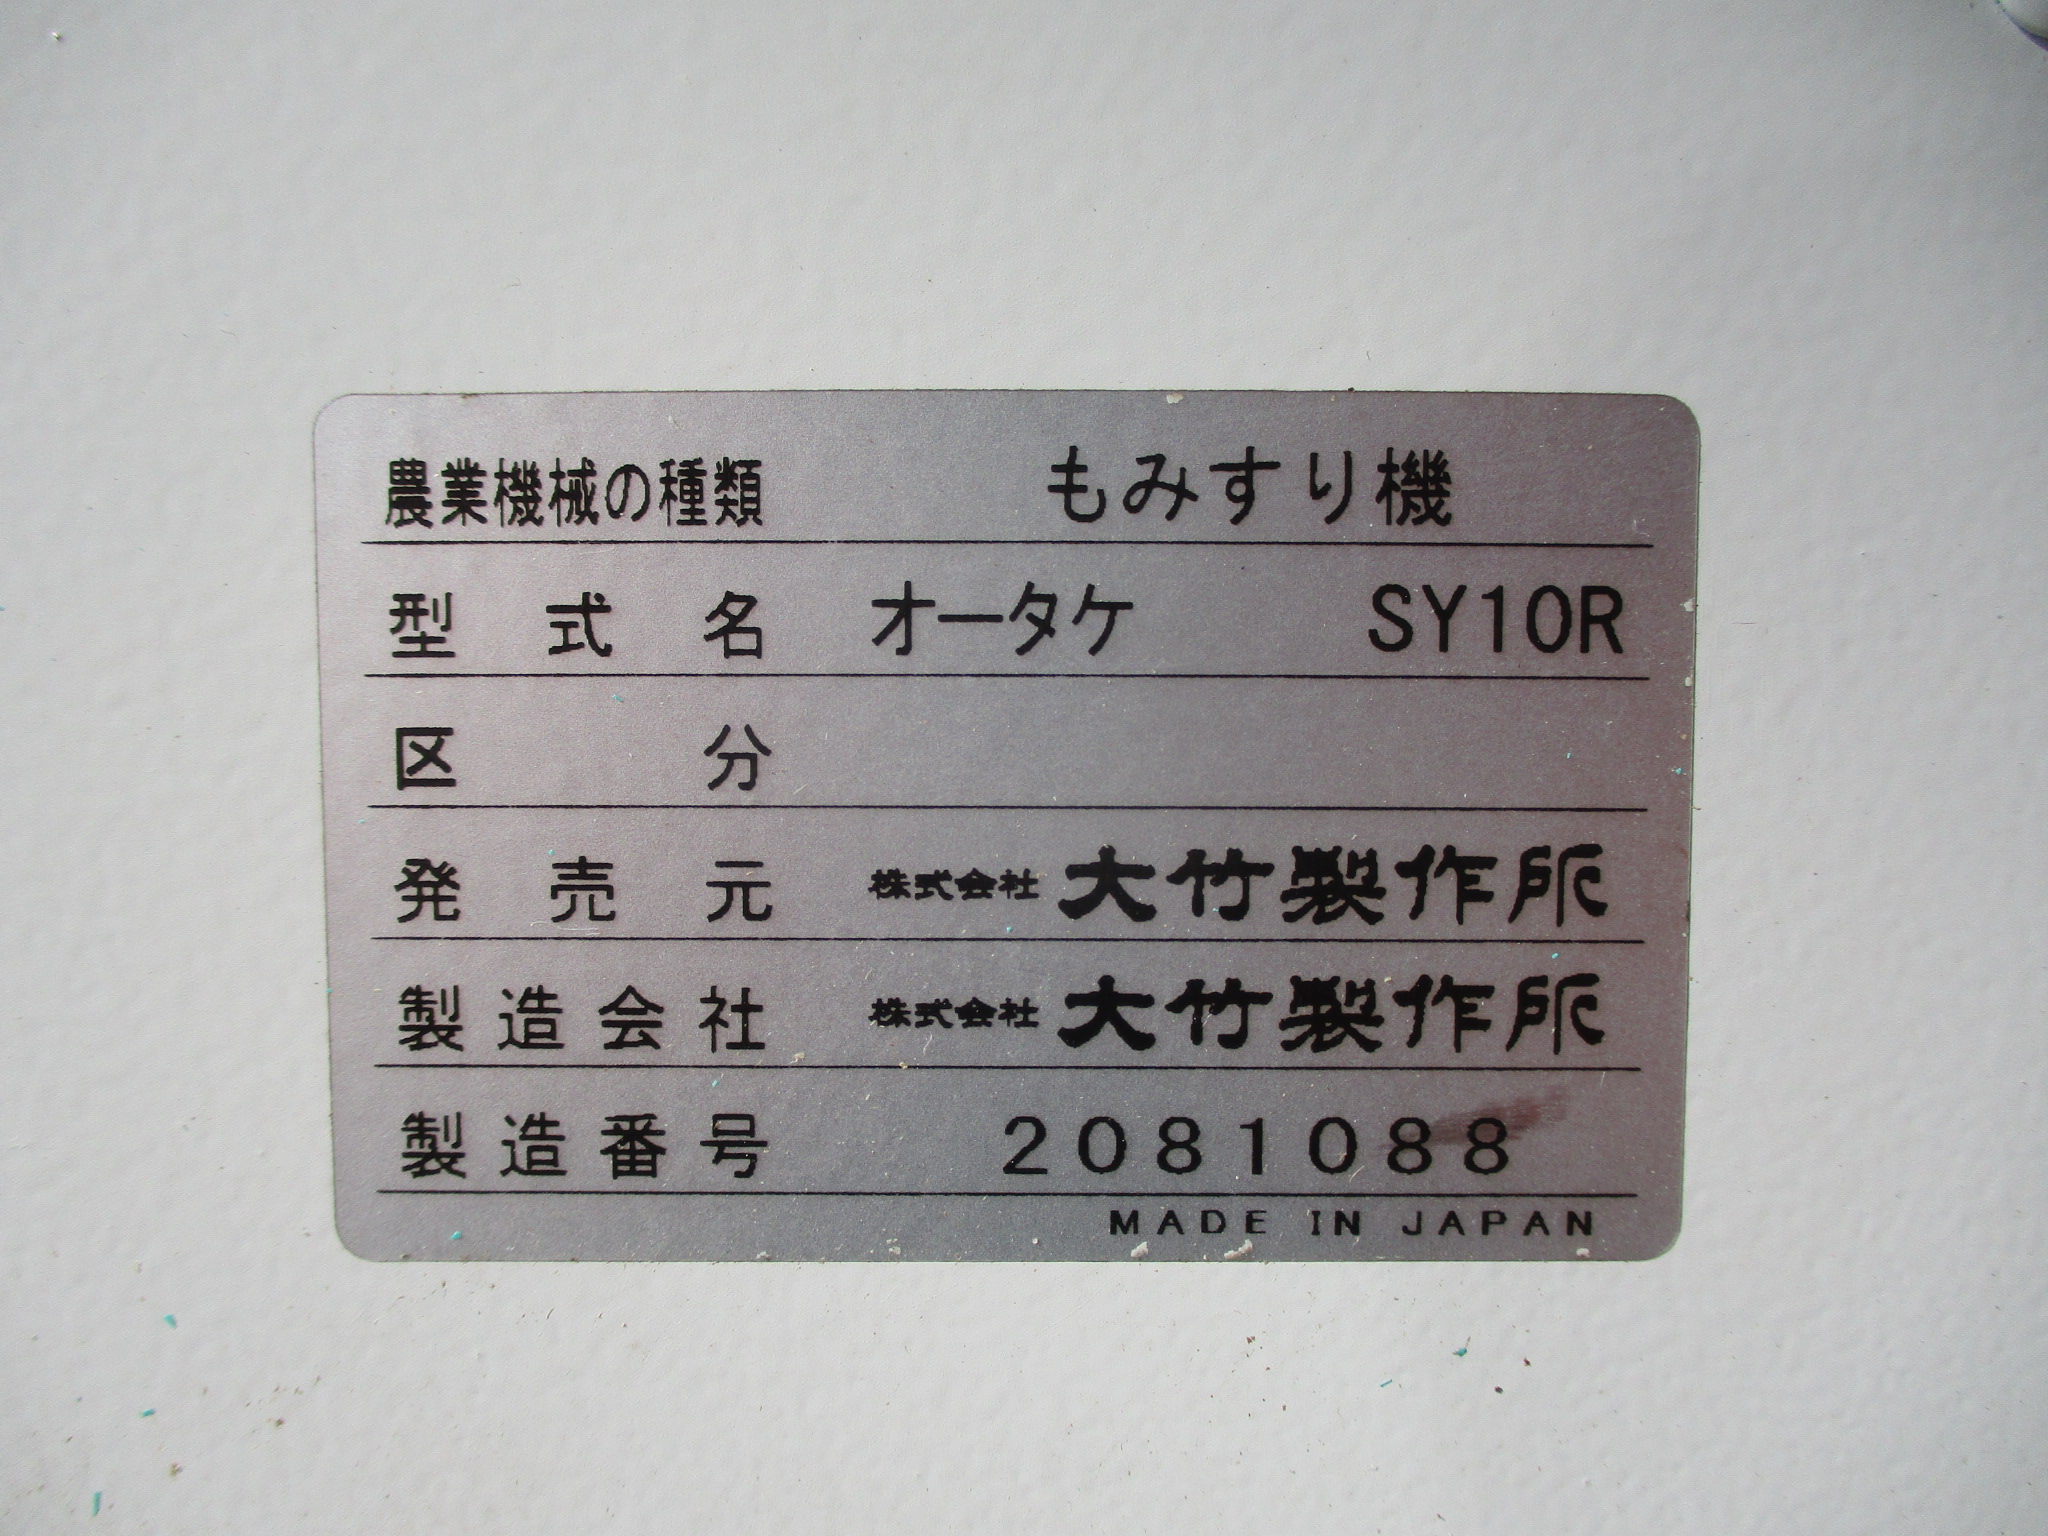 農業機械の種類 もみすり機
型式名 オータケ SY10R
区分
発売元 株式会社 大竹製作所
製造会社 株式会社 大竹製作所
製造番号 2081088
MADE IN JAPAN